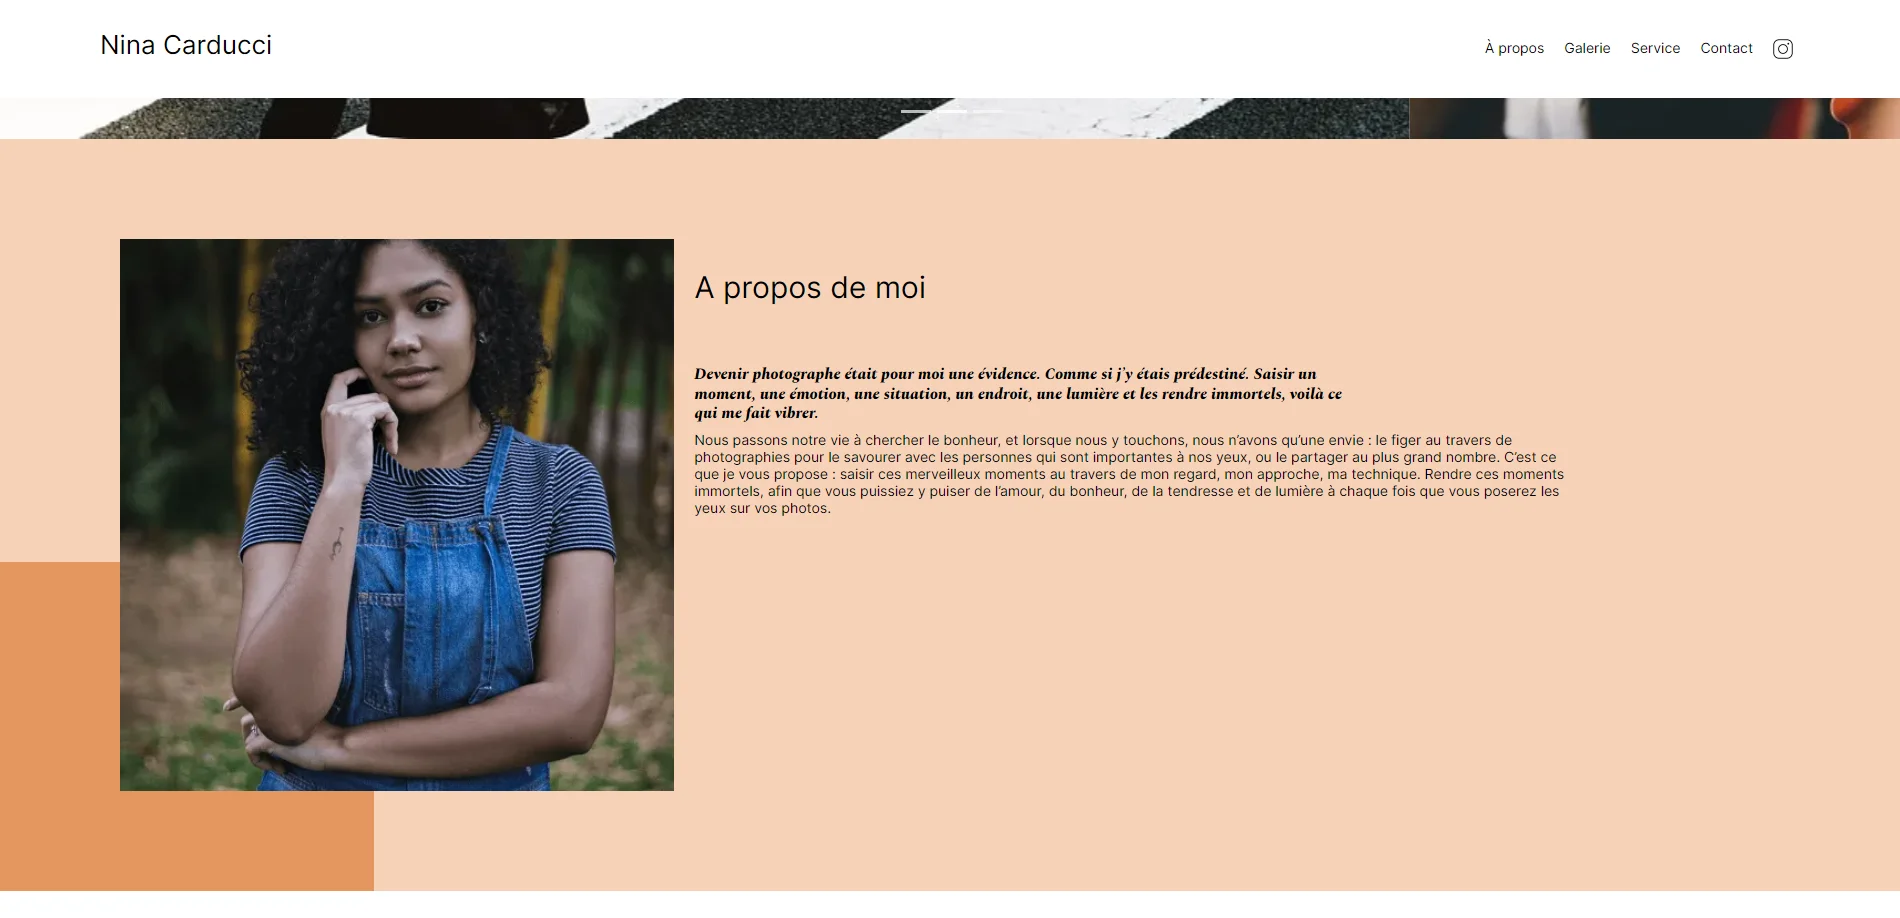 Nina Carducci
À propos Galerie Service Contact
A propos de moi
Devenir photographe était pour moi une évidence. Comme si j'y étais prédestiné. Saisir un
moment, une émotion, une situation, un endroit, une lumière et les rendre immortels, voilà ce
qui me fait vibrer.
Nous passons notre vie à chercher le bonheur, et lorsque nous y touchons, nous n’avons qu’une envie : le figer au travers de
photographies pour le savourer avec les personnes qui sont importantes à nos yeux, ou le partager au plus grand nombre. C’est ce
que je vous propose : saisir ces merveilleux moments au travers de mon regard, mon approche, ma technique. Rendre ces moments
immortels, afin que vous puissiez y puiser de l’amour, du bonheur, de la tendresse et de lumière à chaque fois que vous poserez les
yeux sur vos photos.